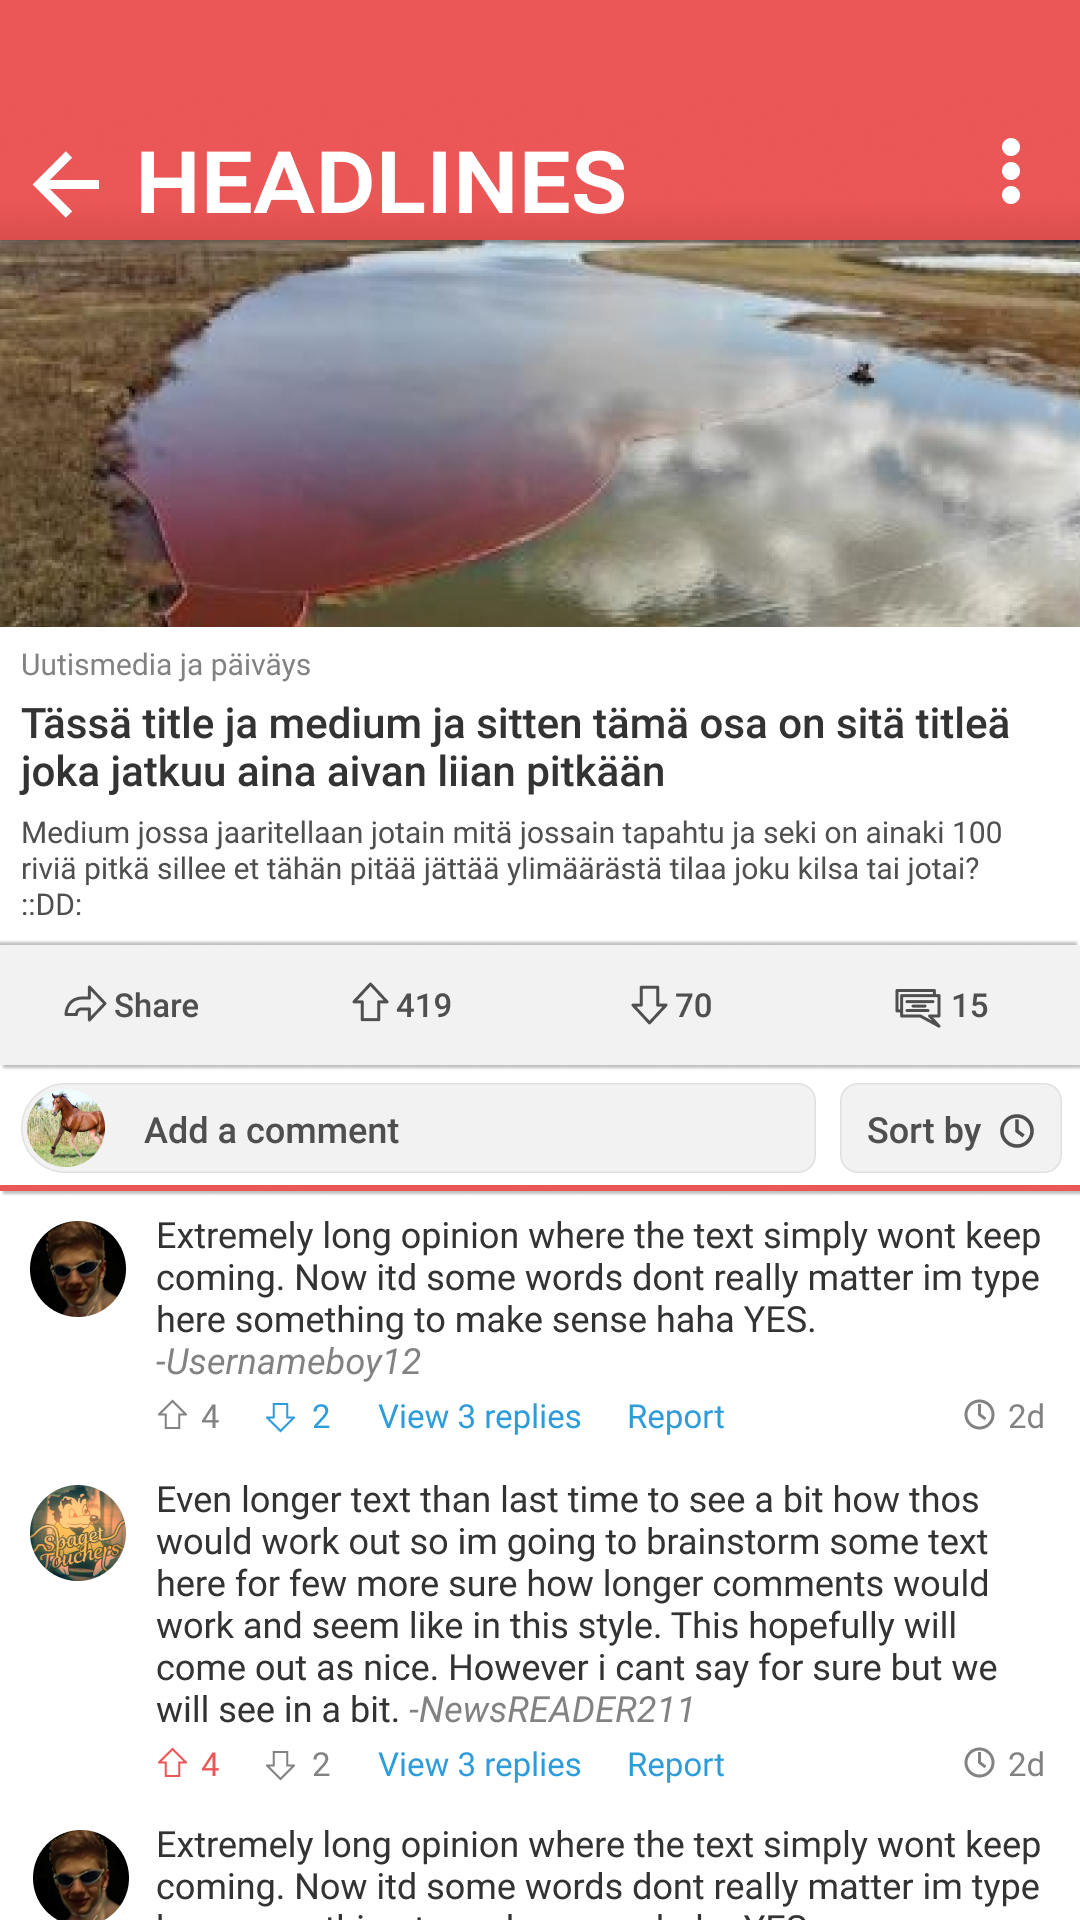 HEADLINES
Uutismedia ja päiväys
Tässä title ja medium ja sitten tämä osa on sitä titleä
joka jatkuu aina aivan liian pitkään
Medium jossa jaaritellaan jotain mitä jossain tapahtu ja seki on ainaki 100
riviä pitkä sillee et tähän pitää jättää ylimäärästä tilaa joku kilsa tai jotai?
::DD:
Share 419 70 15
Add a comment Sort by
Extremely long opinion where the text simply wont keep
coming. Now itd some words dont really matter im type
here something to make sense haha YES.
-Usernameboy12
4 2 View 3 replies Report 2d
Spaget
Touchers
Even longer text than last time to see a bit how thos
would work out so im going to brainstorm some text
here for few more sure how longer comments would
work and seem like in this style. This hopefully will
come out as nice. However i cant say for sure but we
will see in a bit. -NewsREADER211
4 2 View 3 replies Report 2d
Extremely long opinion where the text simply wont keep
coming. Now itd some words dont really matter im type